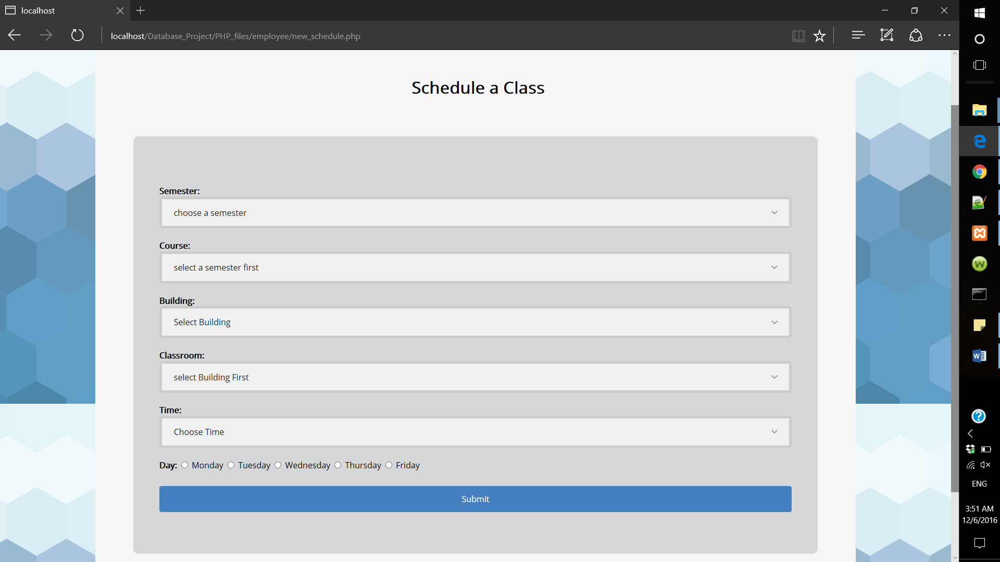 localhost
localhost/Database_Project/PHP_files/employee/new_schedule.php
Schedule a Class
Semester:
choose a semester
Course:
select a semester first
Building:
Select Building
Classroom:
select Building First
Time:
Choose Time
Day: Monday Tuesday Wednesday Thursday Friday
Submit
ENG
3:51 AM
12/6/2016